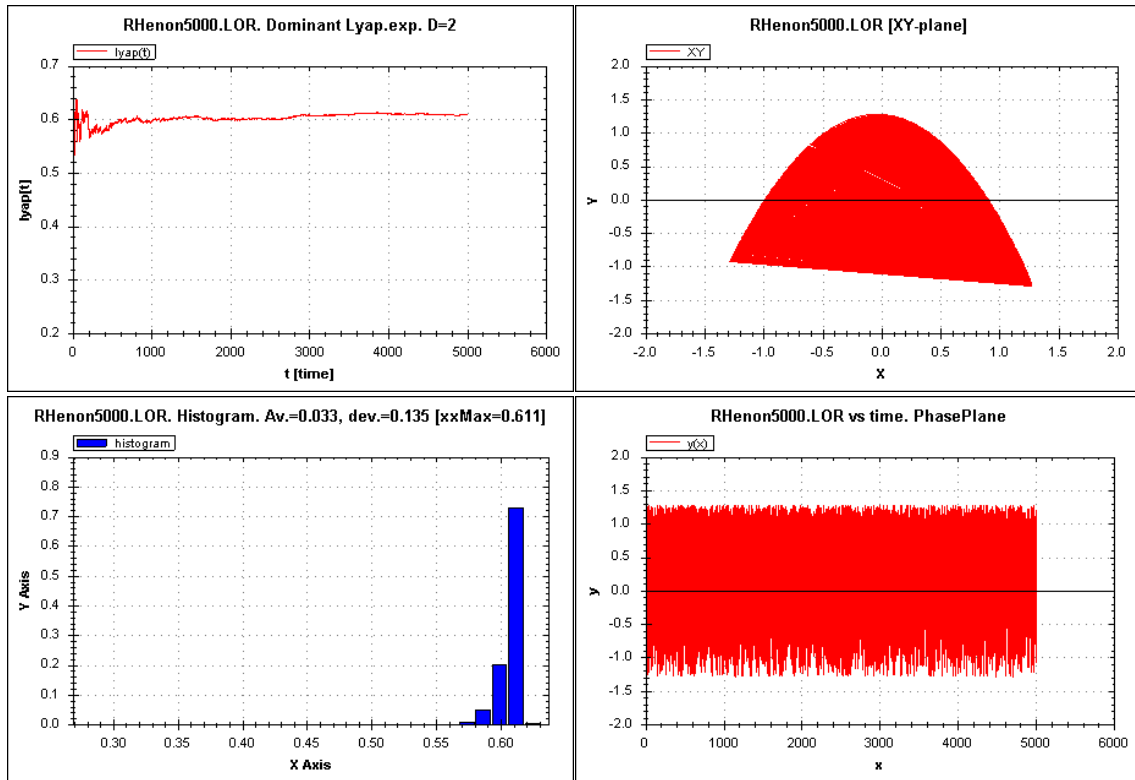 RHenon5000.LOR. Dominant Lyap.exp. D=2
lyap(t)
0.7
0.6
0.5
0.4
0.3
0.2
lyap[t]
0 1000 2000 3000 4000 5000 6000
t [time]
RHenon5000.LOR [XY-plane]
XY
2.0
1.5
1.0
0.5
0.0
-0.5
-1.0
-1.5
-2.0
Y
-2.0 -1.5 -1.0 -0.5 0.0 0.5 1.0 1.5 2.0
X
RHenon5000.LOR. Histogram. Av.=0.033, dev.=0.135 [xxMax=0.611]
histogram
0.9
0.8
0.7
0.6
0.5
0.4
0.3
0.2
0.1
0.0
Y Axis
0.30 0.35 0.40 0.45 0.50 0.55 0.60
X Axis
RHenon5000.LOR vs time. PhasePlane
y(x)
2.0
1.5
1.0
0.5
0.0
-0.5
-1.0
-1.5
-2.0
y
0 1000 2000 3000 4000 5000 6000
x